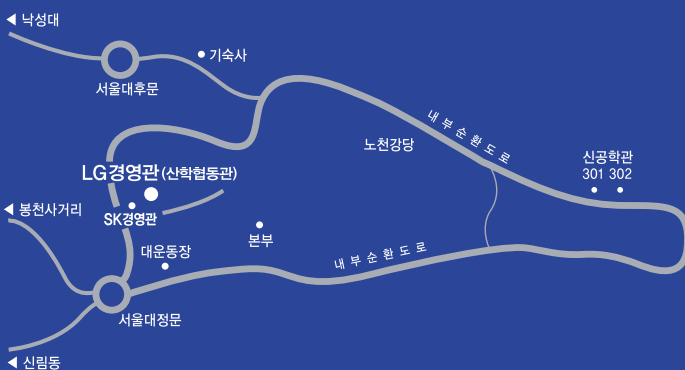 ◀ 낙성대
기숙사
서울대후문
내부순환도로
노천강당
신공학관
301 302
LG경영관(산학협동관)
◀ 봉천사거리
SK경영관
본부
대운동장
내부순환도로
서울대정문
◀ 신림동